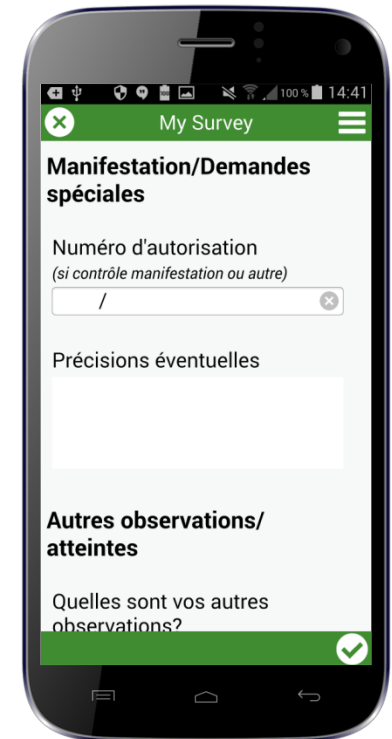 100 % 14:41
My Survey
Manifestation/Demandes
spéciales
Numéro d'autorisation
(si contrôle manifestation ou autre)
/
Précisions éventuelles
Autres observations/
atteintes
Quelles sont vos autres
observations?